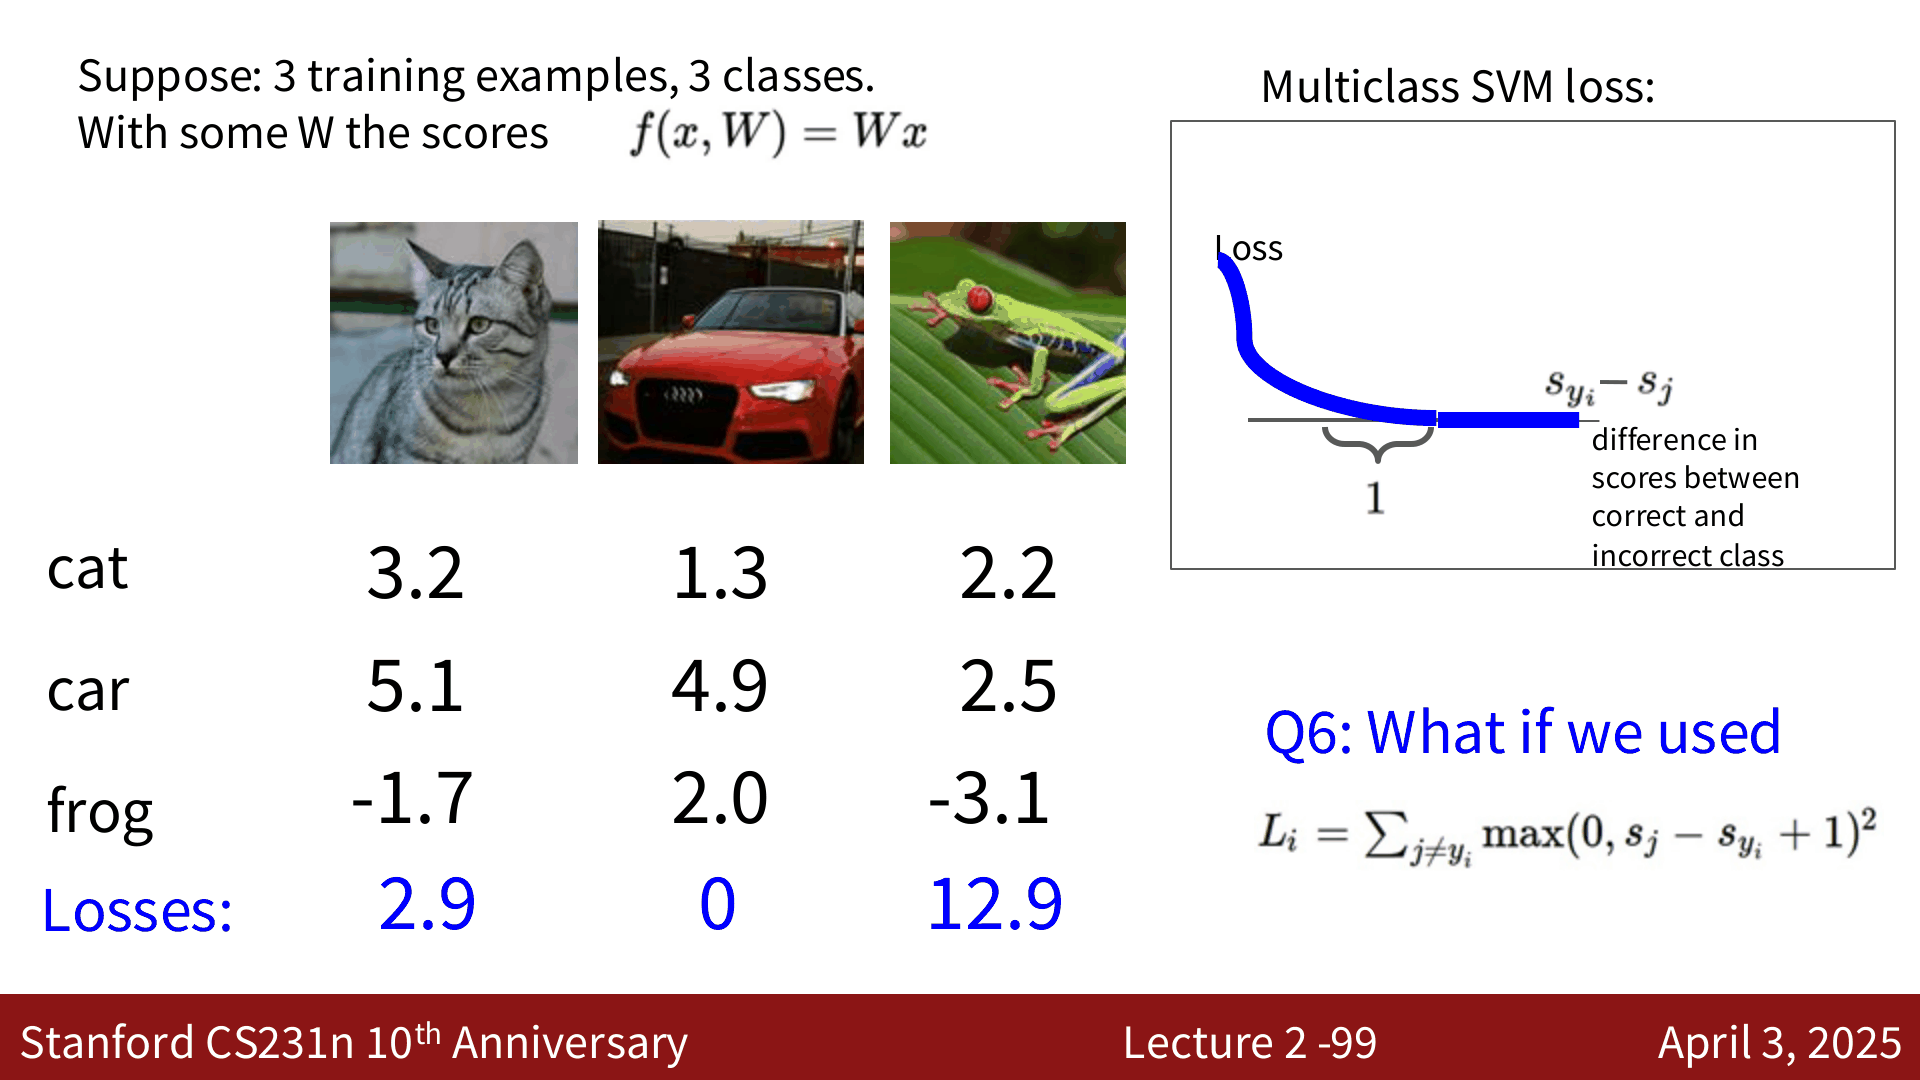 Suppose: 3 training examples, 3 classes.
With some W the scores f(x, W) = Wx
Multiclass SVM loss:
Loss
s_{y_i} − s_j
difference in
scores between
correct and
incorrect class
1
cat 3.2 1.3 2.2
car 5.1 4.9 2.5
frog -1.7 2.0 -3.1
Losses: 2.9 0 12.9
Q6: What if we used
L_i = ∑_{j≠y_i} max(0, s_j − s_{y_i} + 1)^2
Stanford CS231n 10th Anniversary
Lecture 2 -99
April 3, 2025